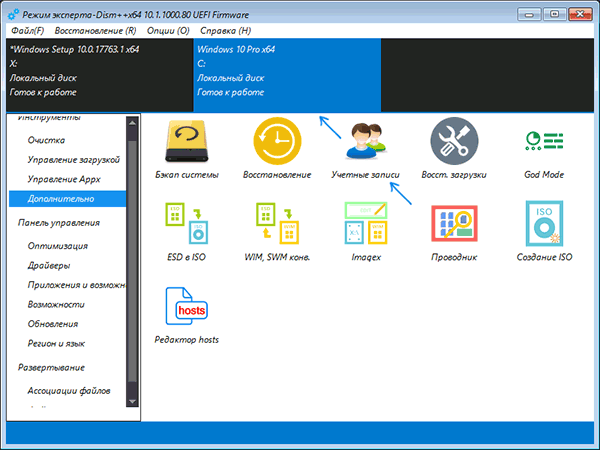 Режим эксперта-Dism++x64 10.1.1000.80 UEFI Firmware
Файл(F) Восстановление (R) Опции (O) Справка (H)
*Windows Setup 10.0.17763.1 x64
X:
Локальный диск
Готов к работе
Windows 10 Pro x64
C:
Локальный диск
Готов к работе
Инструменты
Очистка
Управление загрузкой
Управление Appx
Дополнительно
Панель управления
Оптимизация
Драйверы
Приложения и возможн
Возможности
Обновления
Регион и язык
Развертывание
Ассоциации файлов
Бэкап системы
Восстановление
Учетные записи
Восст. загрузки
God Mode
ESD
ISO
ESD в ISO
WIM, SWM конв.
X:\
Imagex
Проводник
ISO
Создание ISO
hosts
Редактор hosts